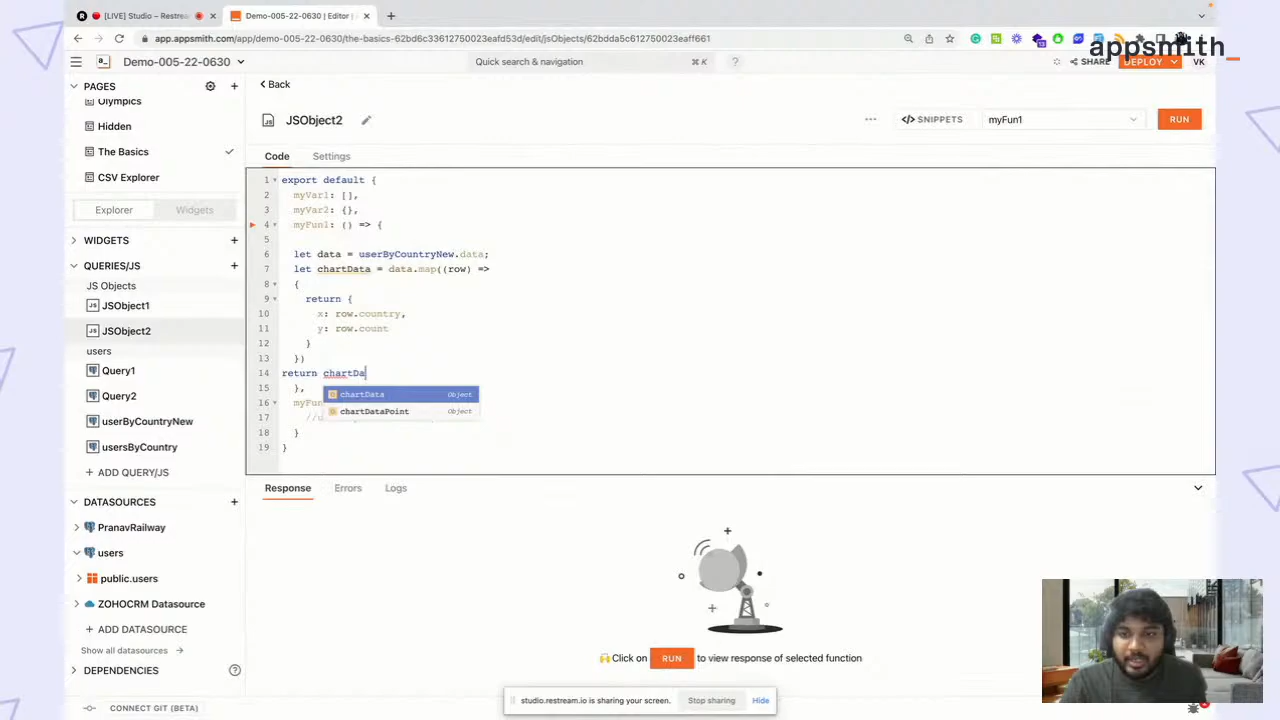 [LIVE] Studio – Restream
Demo-005-22-0630 | Editor |
app.appsmith.com/app/demo-005-22-0630/the-basics-62bd6c33612750023eafd53d/edit/jsObjects/62bdda5c612750023eaff661
appsmith_
Demo-005-22-0630
Quick search & navigation
⌘ K
?
SHARE
DEPLOY
VK
PAGES
Olympics
Hidden
The Basics
CSV Explorer
Explorer
Widgets
WIDGETS
QUERIES/JS
JS Objects
JSObject1
JSObject2
users
Query1
Query2
userByCountryNew
usersByCountry
+ ADD QUERY/JS
DATASOURCES
PranavRailway
users
public.users
ZOHOCRM Datasource
+ ADD DATASOURCE
Show all datasources
DEPENDENCIES
CONNECT GIT (BETA)
Back
JSObject2
</> SNIPPETS
myFun1
RUN
Code
Settings
1 export default {
2 myVar1: [],
3 myVar2: {},
4 myFun1: () => {
5
6 let data = userByCountryNew.data;
7 let chartData = data.map((row) =>
8 {
9 return {
10 x: row.country,
11 y: row.count
12 }
13 })
14 return chartDa
15 },
16 myFun
17 //u
18 }
19 }
chartData Object
chartDataPoint Object
Response
Errors
Logs
Click on RUN to view response of selected function
studio.restream.io is sharing your screen.
Stop sharing
Hide